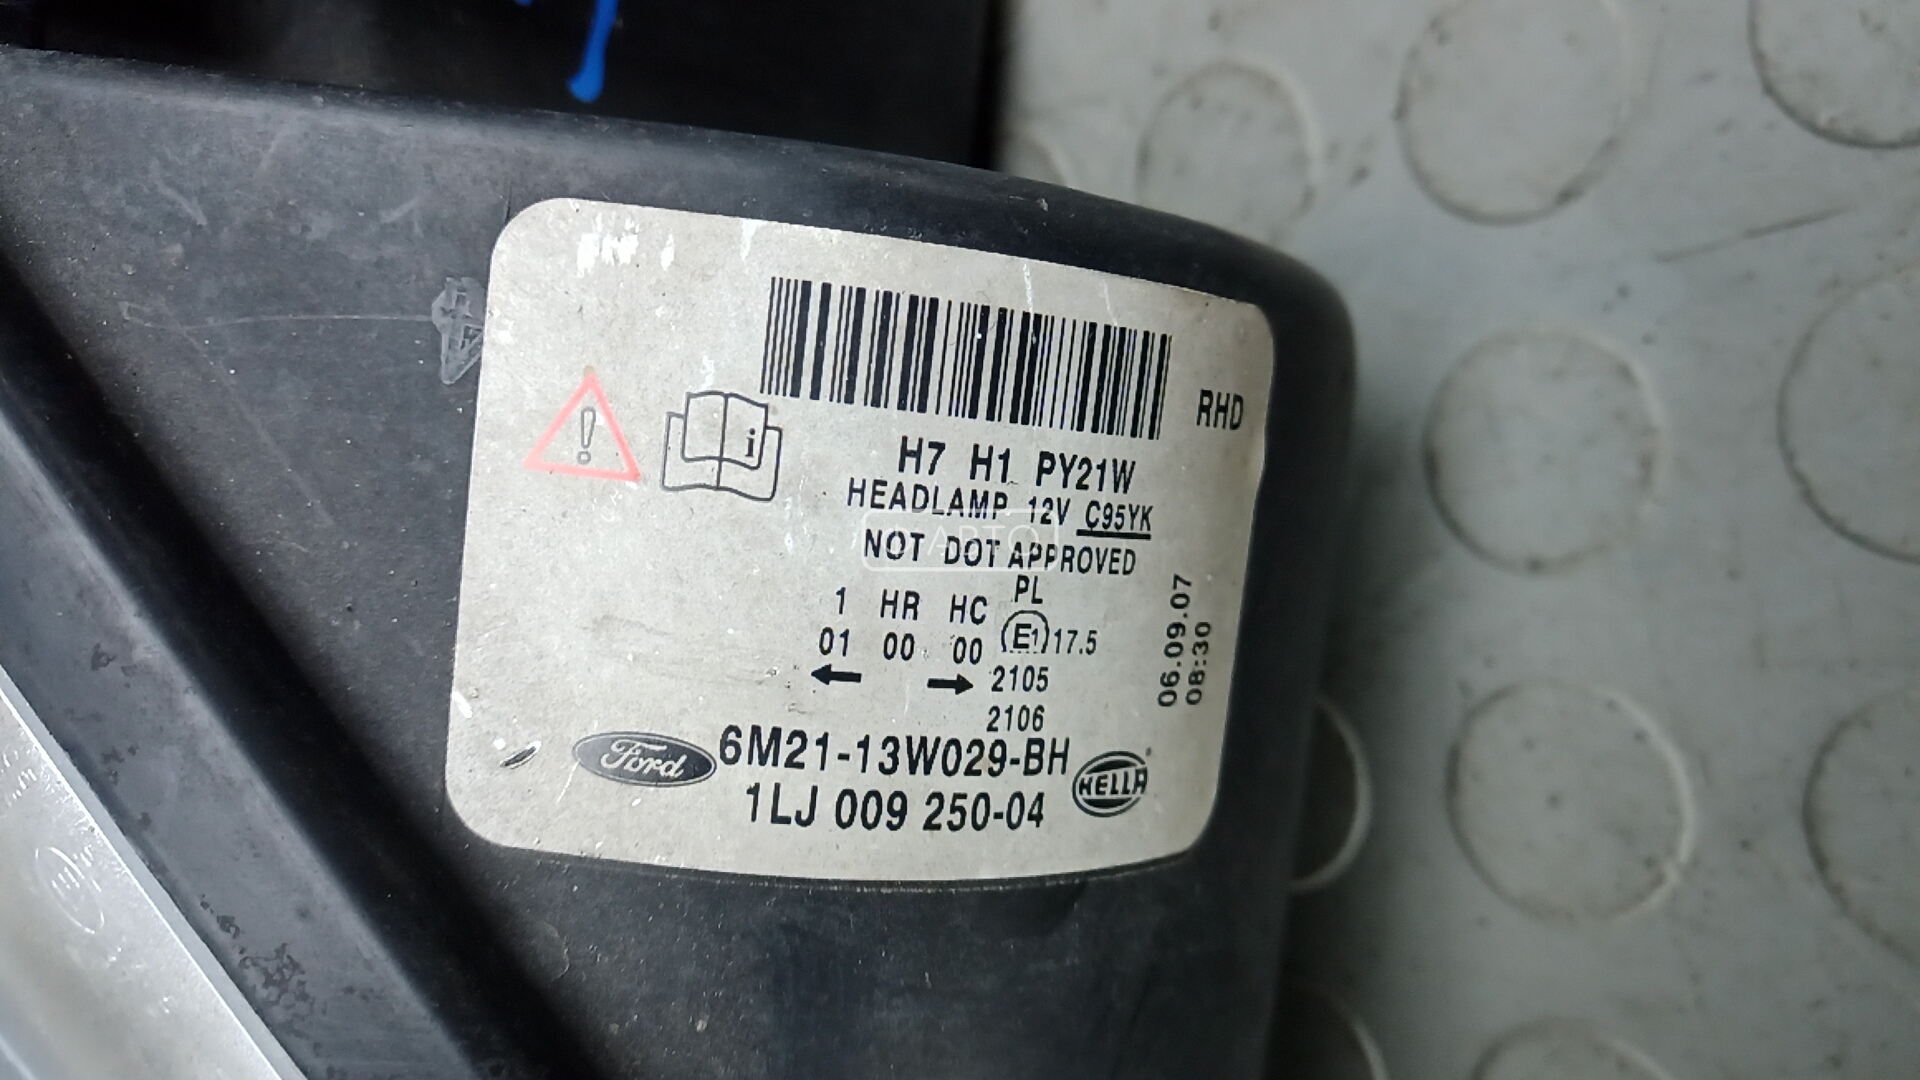 RHD
H7 H1 PY21W
HEADLAMP 12V C95YK
NOT DOT APPROVED
PL
1 HR HC
01 00 00 E1 17.5
2105
2106
06.09.07
08:30
Ford 6M21-13W029-BH HELLA
1LJ 009 250-04